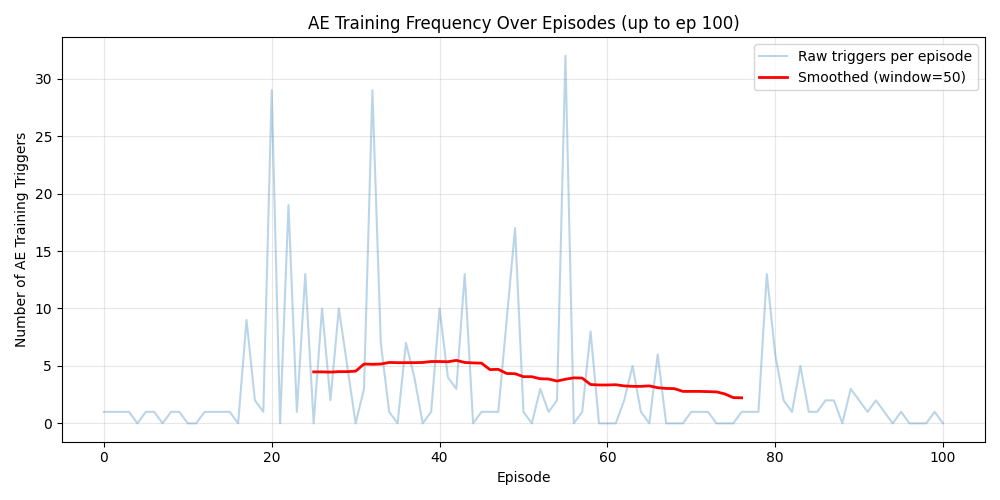 AE Training Frequency Over Episodes (up to ep 100)
Raw triggers per episode
Smoothed (window=50)
Number of AE Training Triggers
30
25
20
15
10
5
0
0 20 40 60 80 100
Episode